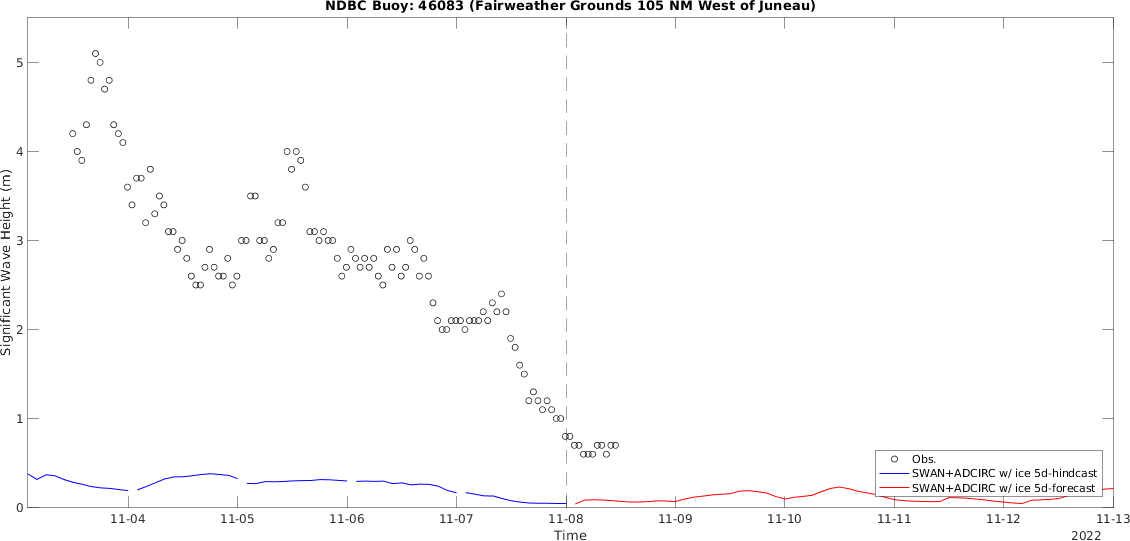 NDBC Buoy: 46083 (Fairweather Grounds 105 NM West of Juneau)
Significant Wave Height (m)
5
4
3
2
1
0
Obs.
SWAN+ADCIRC w/ ice 5d-hindcast
SWAN+ADCIRC w/ ice 5d-forecast
11-04 11-05 11-06 11-07 11-08 11-09 11-10 11-11 11-12 11-13
Time
2022